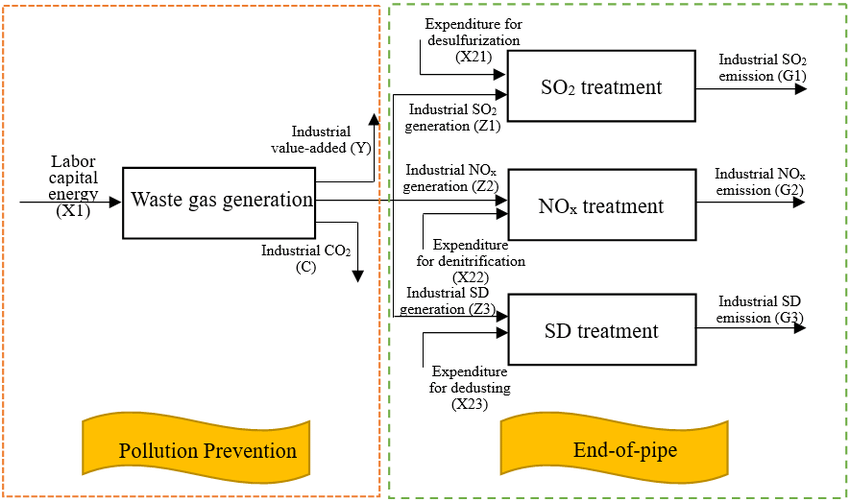 Labor
capital
energy
(X1)
Waste gas generation
Industrial
value-added (Y)
Industrial CO₂
(C)
Pollution Prevention
Expenditure for
desulfurization
(X21)
Industrial SO₂
generation (Z1)
SO₂ treatment
Industrial SO₂
emission (G1)
Industrial NOₓ
generation (Z2)
NOₓ treatment
Industrial NOₓ
emission (G2)
Expenditure
for denitrification
(X22)
Industrial SD
generation (Z3)
SD treatment
Industrial SD
emission (G3)
Expenditure
for dedusting
(X23)
End-of-pipe